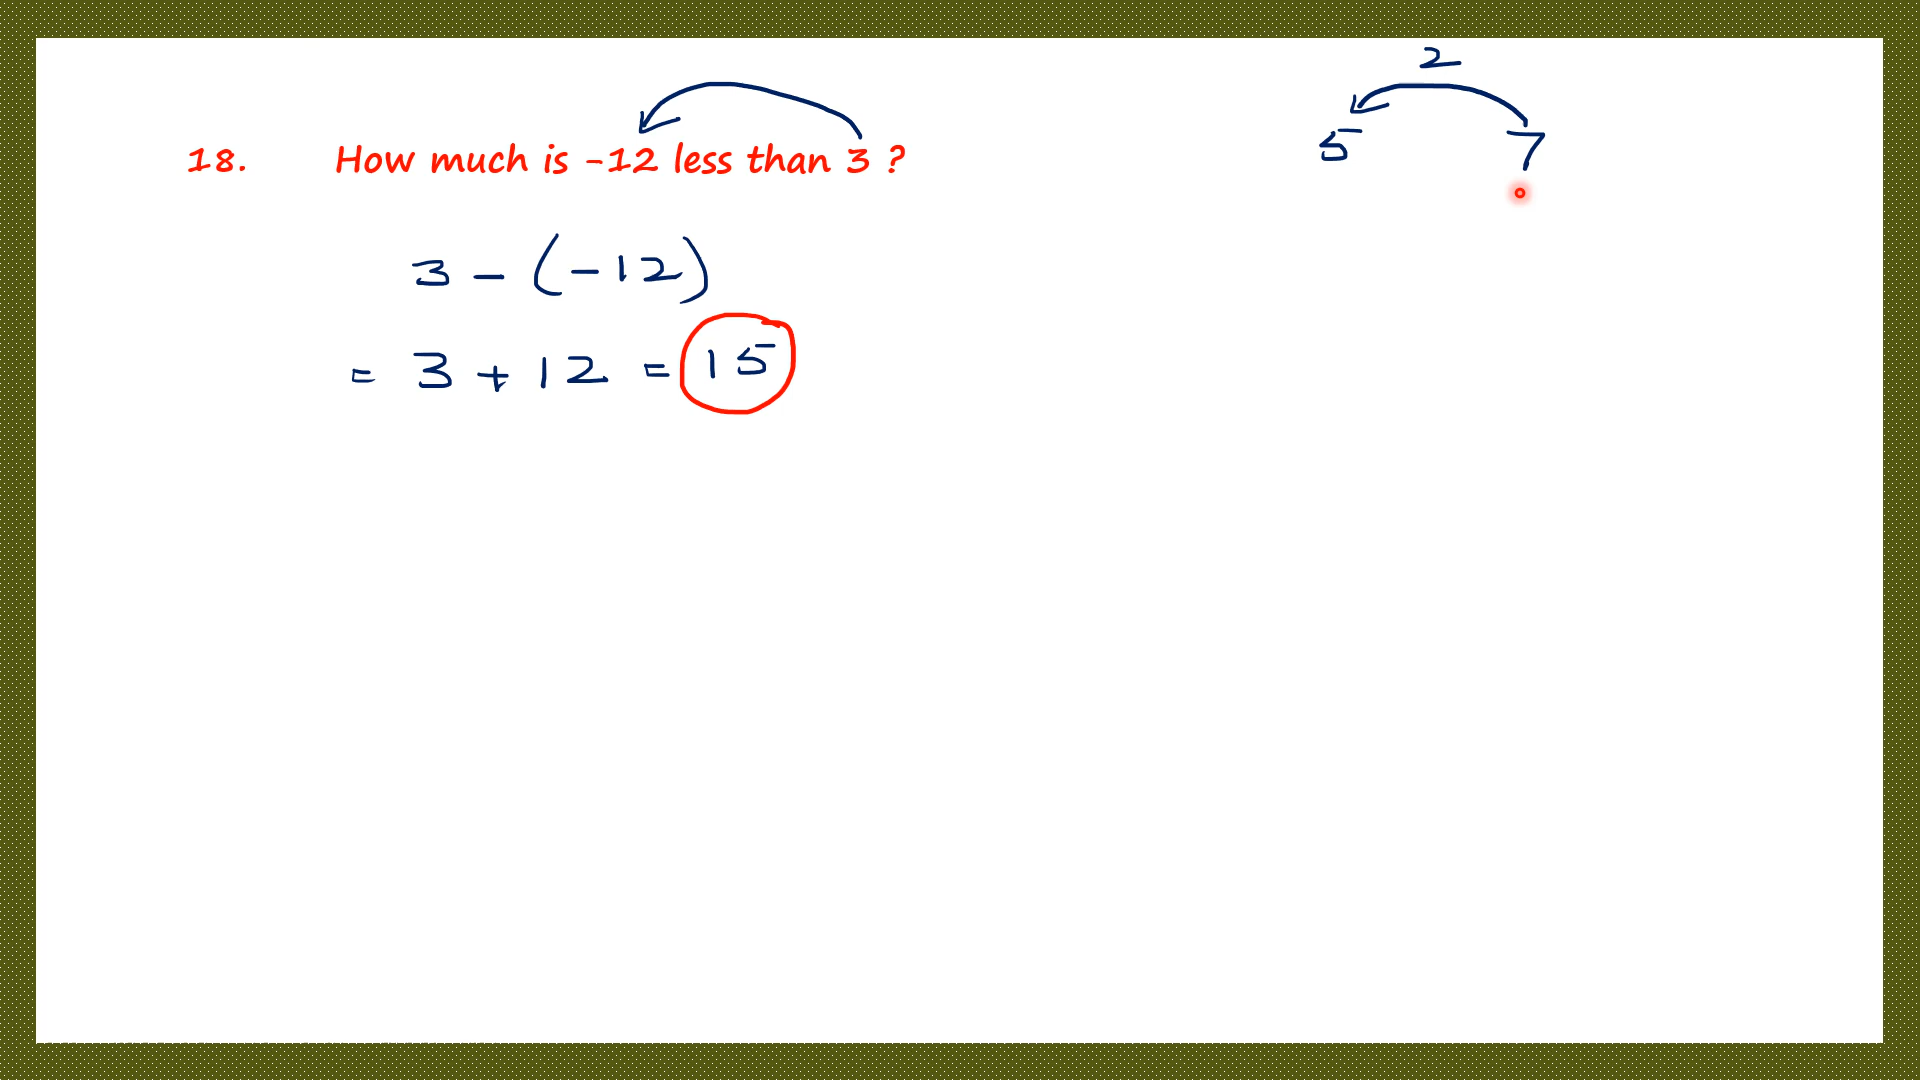 18. How much is -12 less than 3 ?
3 - (-12)
= 3 + 12 = 15
2
5 7